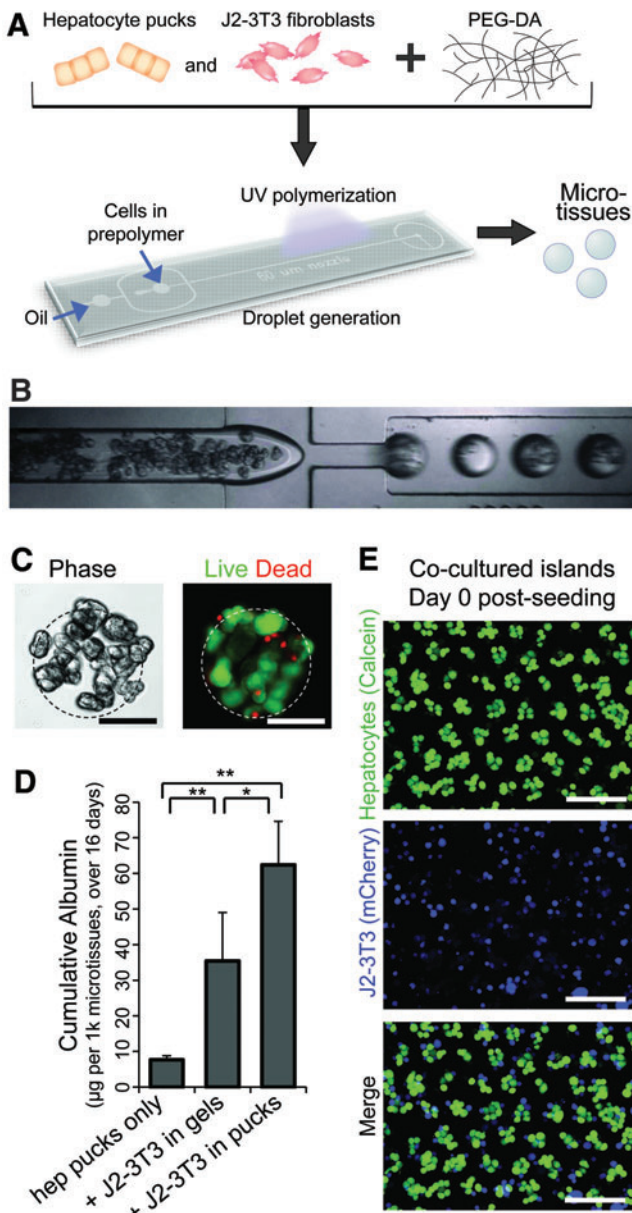 A
Hepatocyte pucks
and
J2-3T3 fibroblasts
+
PEG-DA
UV polymerization
Cells in
prepolymer
Oil
60 um nozzle
Droplet generation
Micro-
tissues
B
C
Phase
Live Dead
D
Cumulative Albumin
(µg per 1k microtissues, over 16 days)
80
70
60
50
40
30
20
10
0
**
**
*
hep pucks only
+ J2-3T3 in gels
+ J2-3T3 in pucks
E
Co-cultured islands
Day 0 post-seeding
Hepatocytes (Calcein)
J2-3T3 (mCherry)
Merge